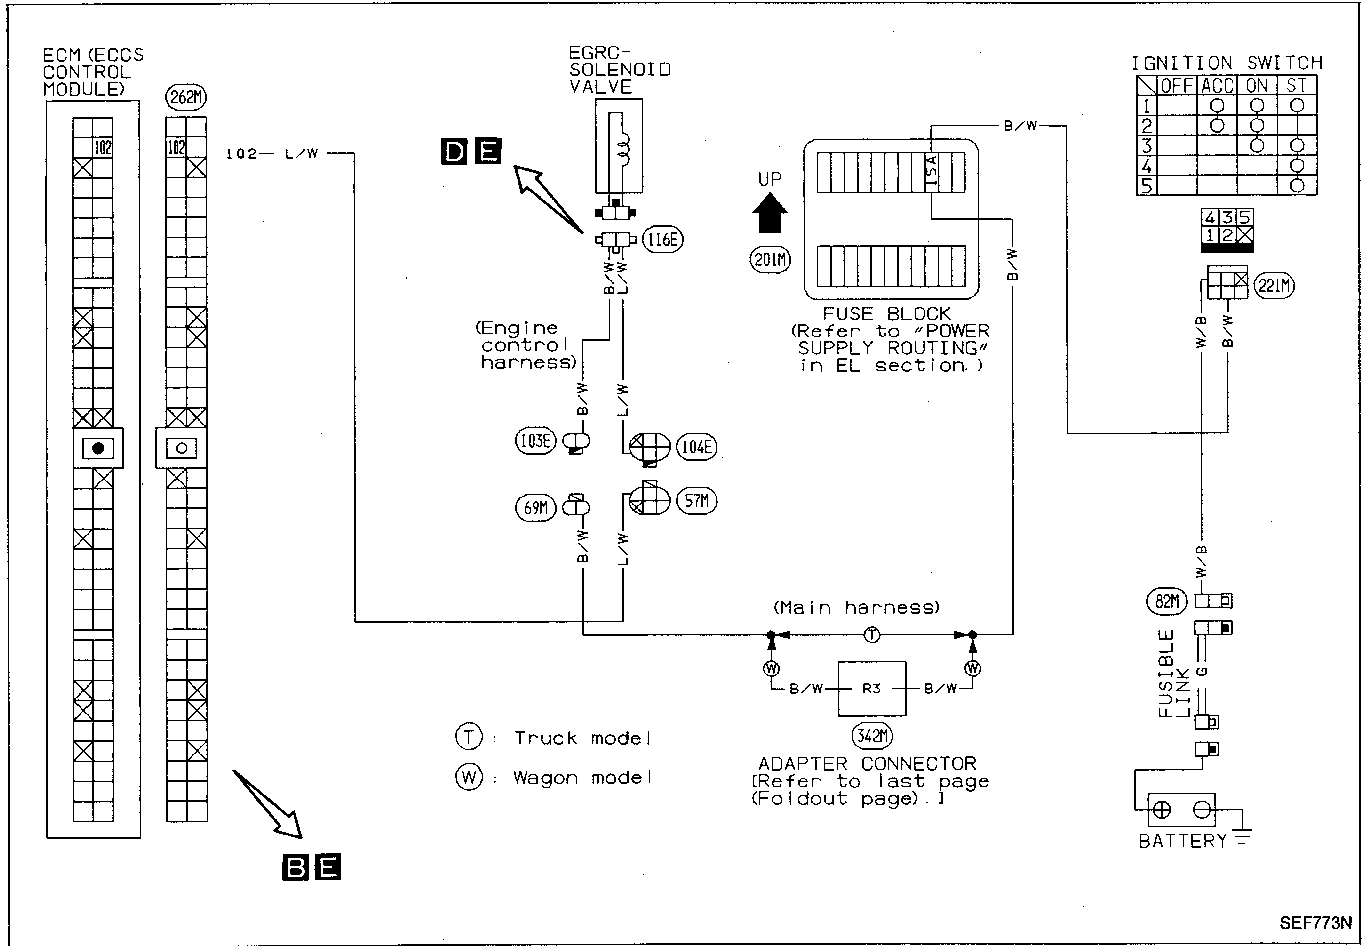 ECM (ECCS
CONTROL
MODULE)
262M
102
102
102
L/W
EGRC-
SOLENOID
VALVE
D E
116E
B/W
L/W
(Engine
control
harness)
B/W
L/W
103E
104E
69M
57M
B/W
L/W
UP
201M
15A
FUSE BLOCK
(Refer to "POWER
SUPPLY ROUTING"
in EL section.)
B/W
B/W
IGNITION SWITCH
OFF ACC ON ST
1
2
3
4
5
4 3 5
1 2
221M
W/B
B/W
W/B
82M
FUSIBLE
LINK
G
BATTERY
(Main harness)
T
W
W
B/W
R3
B/W
342M
ADAPTER CONNECTOR
[Refer to last page
(Foldout page).]
T : Truck model
W : Wagon model
B E
SEF773N